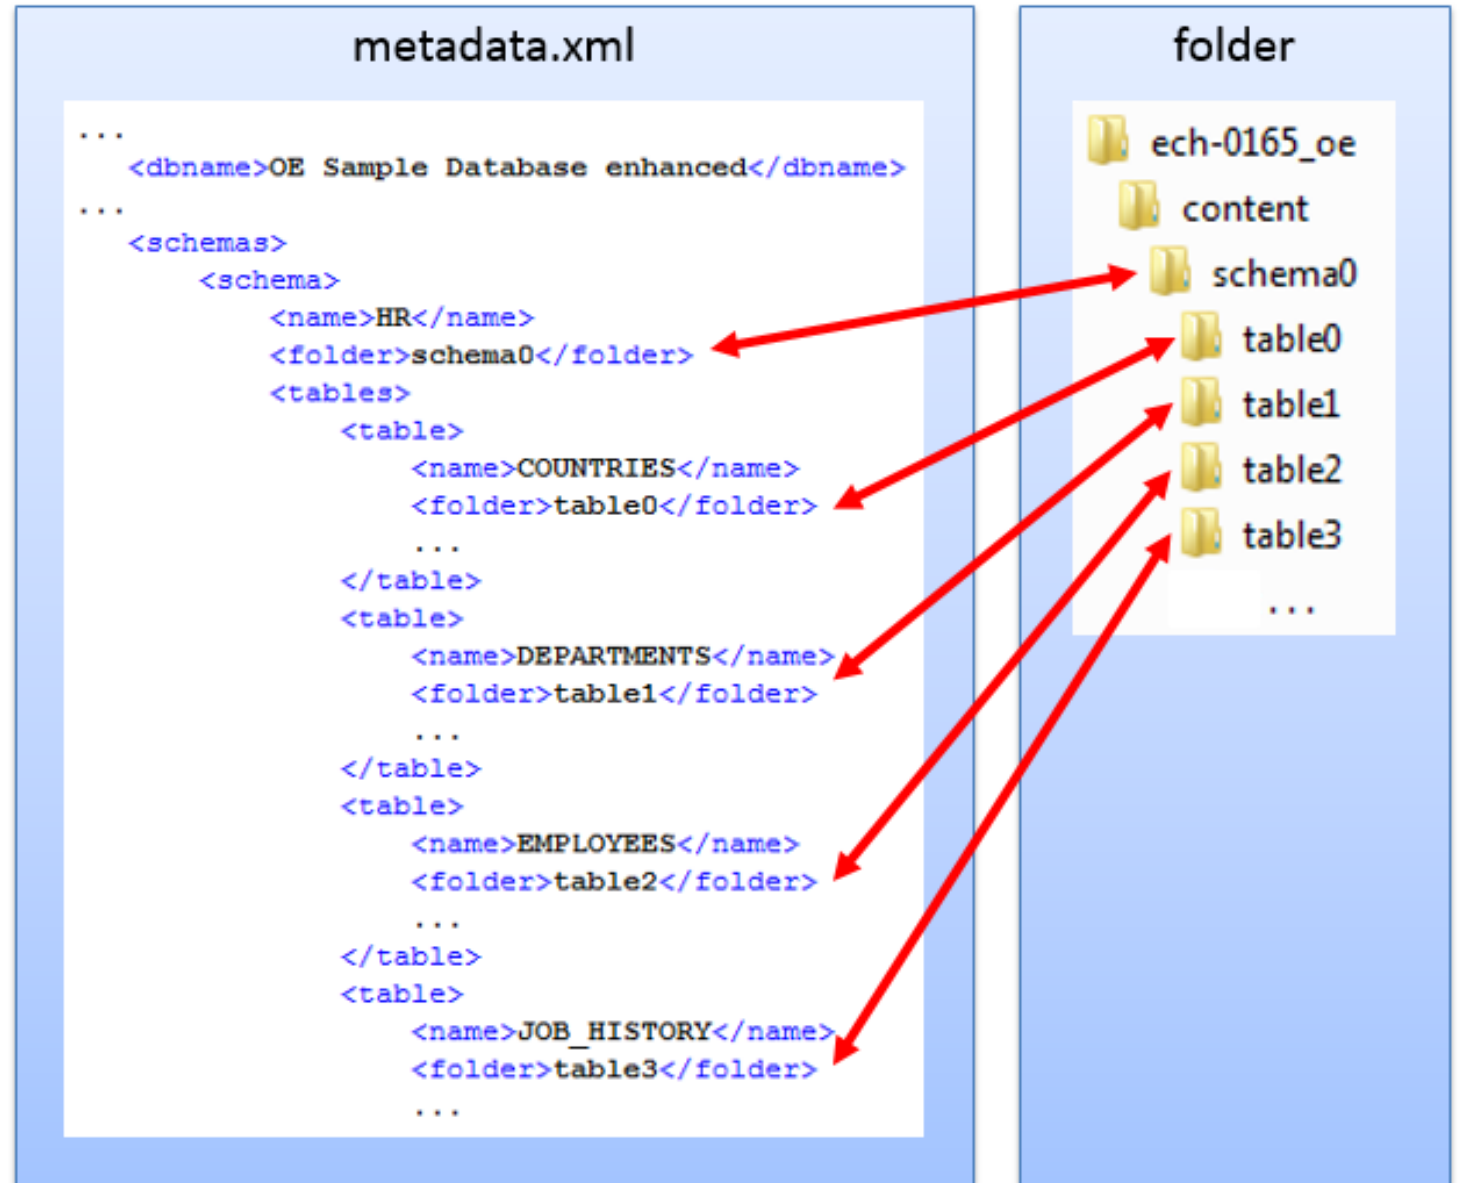 metadata.xml
...
<dbname>OE Sample Database enhanced</dbname>
...
<schemas>
<schema>
<name>HR</name>
<folder>schema0</folder>
<tables>
<table>
<name>COUNTRIES</name>
<folder>table0</folder>
...
</table>
<table>
<name>DEPARTMENTS</name>
<folder>table1</folder>
...
</table>
<table>
<name>EMPLOYEES</name>
<folder>table2</folder>
...
</table>
<table>
<name>JOB_HISTORY</name>
<folder>table3</folder>
...
folder
ech-0165_oe
content
schema0
table0
table1
table2
table3
...